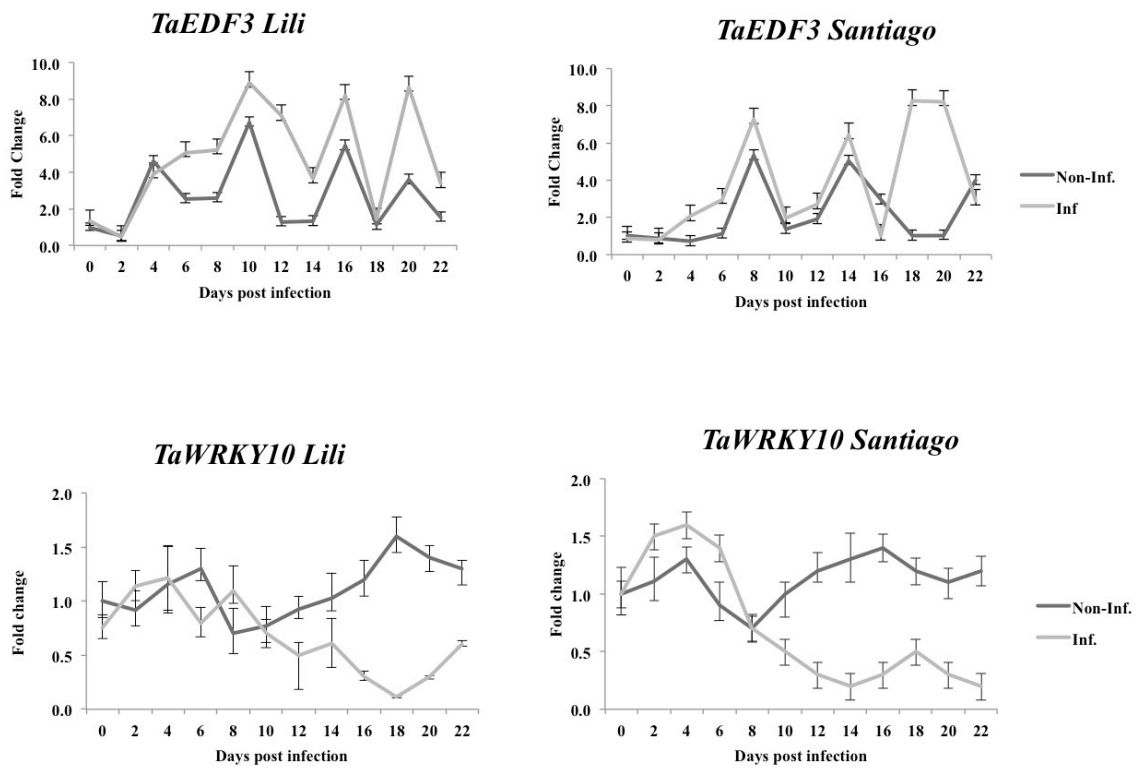 TaEDF3 Lili
Fold Change
10.0
8.0
6.0
4.0
2.0
0.0
0 2 4 6 8 10 12 14 16 18 20 22
Days post infection
TaEDF3 Santiago
Fold Change
10.0
8.0
6.0
4.0
2.0
0.0
0 2 4 6 8 10 12 14 16 18 20 22
Days post infection
Non-Inf.
Inf
TaWRKY10 Lili
Fold change
2.0
1.5
1.0
0.5
0.0
0 2 4 6 8 10 12 14 16 18 20 22
Days post infection
TaWRKY10 Santiago
Fold change
2.0
1.5
1.0
0.5
0.0
0 2 4 6 8 10 12 14 16 18 20 22
Days post infection
Non-Inf.
Inf.